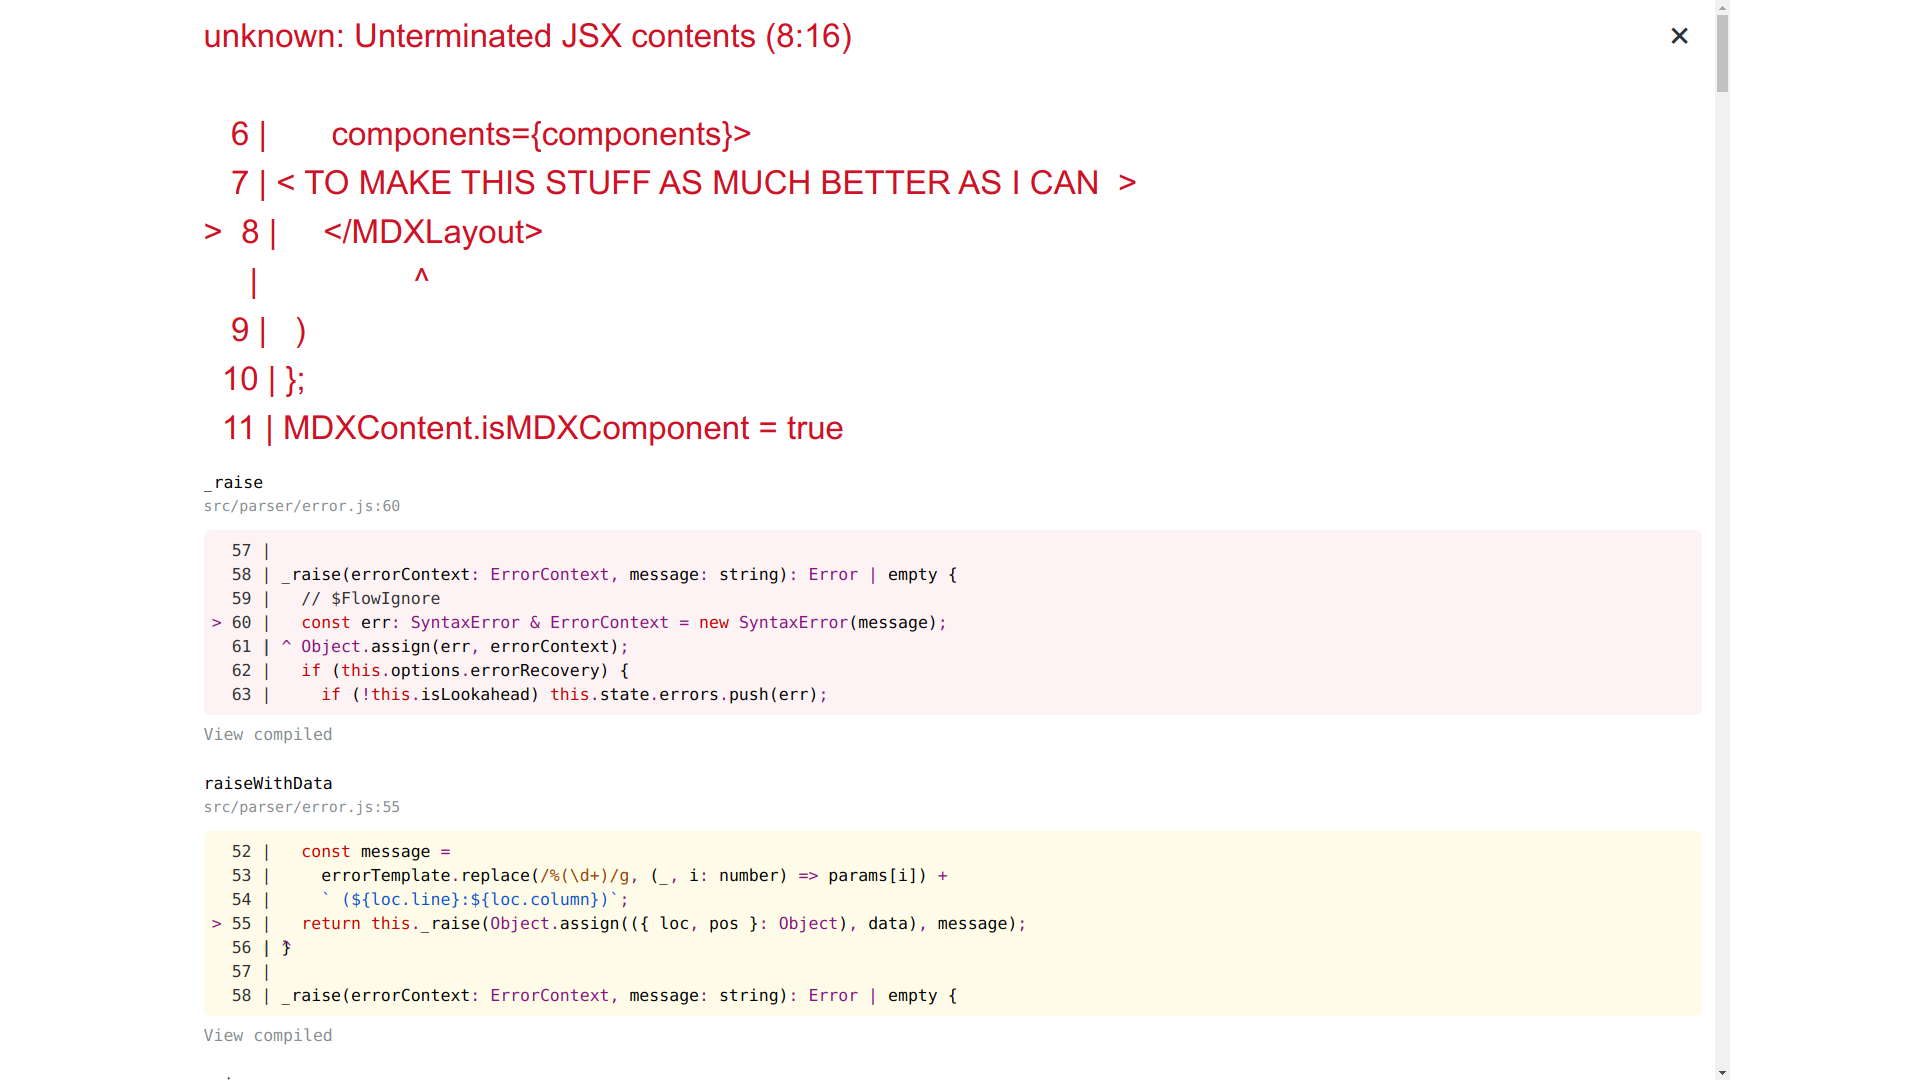 unknown: Unterminated JSX contents (8:16)
✕
6 | components={components}>
7 | < TO MAKE THIS STUFF AS MUCH BETTER AS I CAN >
> 8 | </MDXLayout>
| ^
9 | )
10 | };
11 | MDXContent.isMDXComponent = true
_raise
src/parser/error.js:60
57 |
58 | _raise(errorContext: ErrorContext, message: string): Error | empty {
59 | // $FlowIgnore
> 60 | const err: SyntaxError & ErrorContext = new SyntaxError(message);
61 | ^ Object.assign(err, errorContext);
62 | if (this.options.errorRecovery) {
63 | if (!this.isLookahead) this.state.errors.push(err);
View compiled
raiseWithData
src/parser/error.js:55
52 | const message =
53 | errorTemplate.replace(/%(\d+)/g, (_, i: number) => params[i]) +
54 | ` (${loc.line}:${loc.column})`;
> 55 | return this._raise(Object.assign(({ loc, pos }: Object), data), message);
56 | }
57 |
58 | _raise(errorContext: ErrorContext, message: string): Error | empty {
View compiled